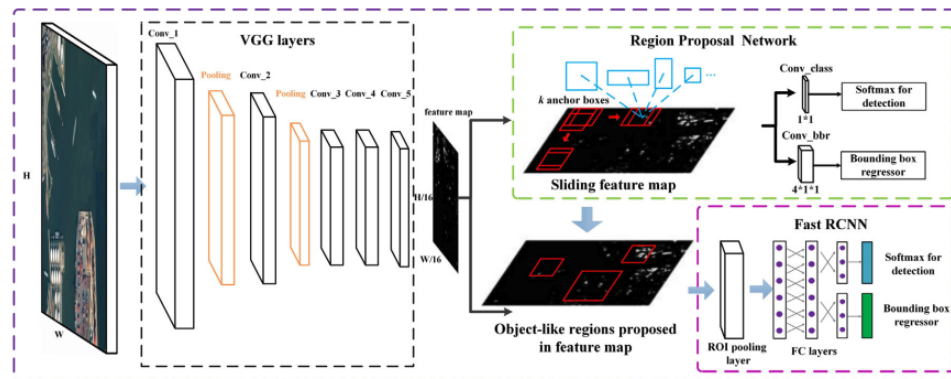 VGG layers
Conv_1
Pooling
Conv_2
Pooling
Conv_3
Conv_4
Conv_5
H
W
feature map
H/16
W/16
Region Proposal Network
k anchor boxes
...
Sliding feature map
Conv_class
1*1
Softmax for
detection
Conv_bbr
4*1*1
Bounding box
regressor
Object-like regions proposed
in feature map
Fast RCNN
ROI pooling
layer
FC layers
Softmax for
detection
Bounding box
regressor